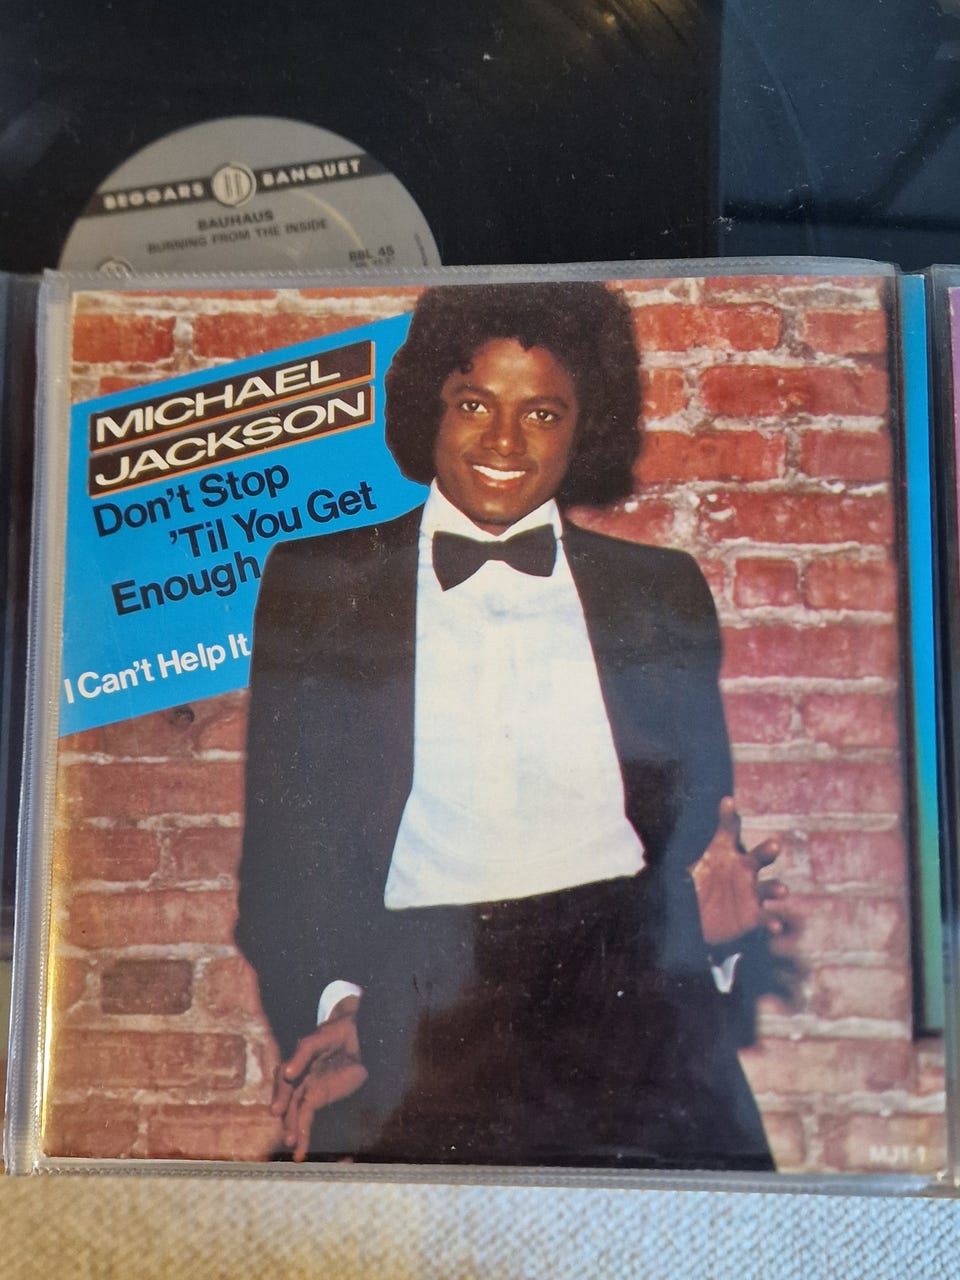 BEGGARS BANQUET
BAUHAUS
BURNING FROM THE INSIDE
BBL 45
MICHAEL
JACKSON
Don't Stop
'Til You Get
Enough
I Can't Help It
MJ1-1